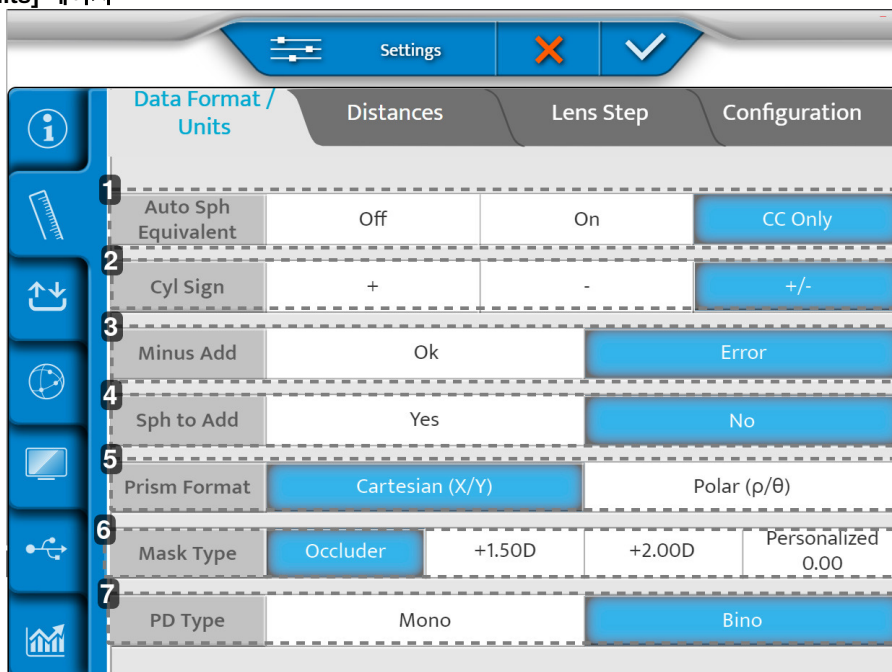 Settings
Data Format /
Units
Distances
Lens Step
Configuration
1
Auto Sph
Equivalent
Off
On
CC Only
2
Cyl Sign
+
-
+/-
3
Minus Add
Ok
Error
4
Sph to Add
Yes
No
5
Prism Format
Cartesian (X/Y)
Polar (ρ/θ)
6
Mask Type
Occluder
+1.50D
+2.00D
Personalized
0.00
7
PD Type
Mono
Bino